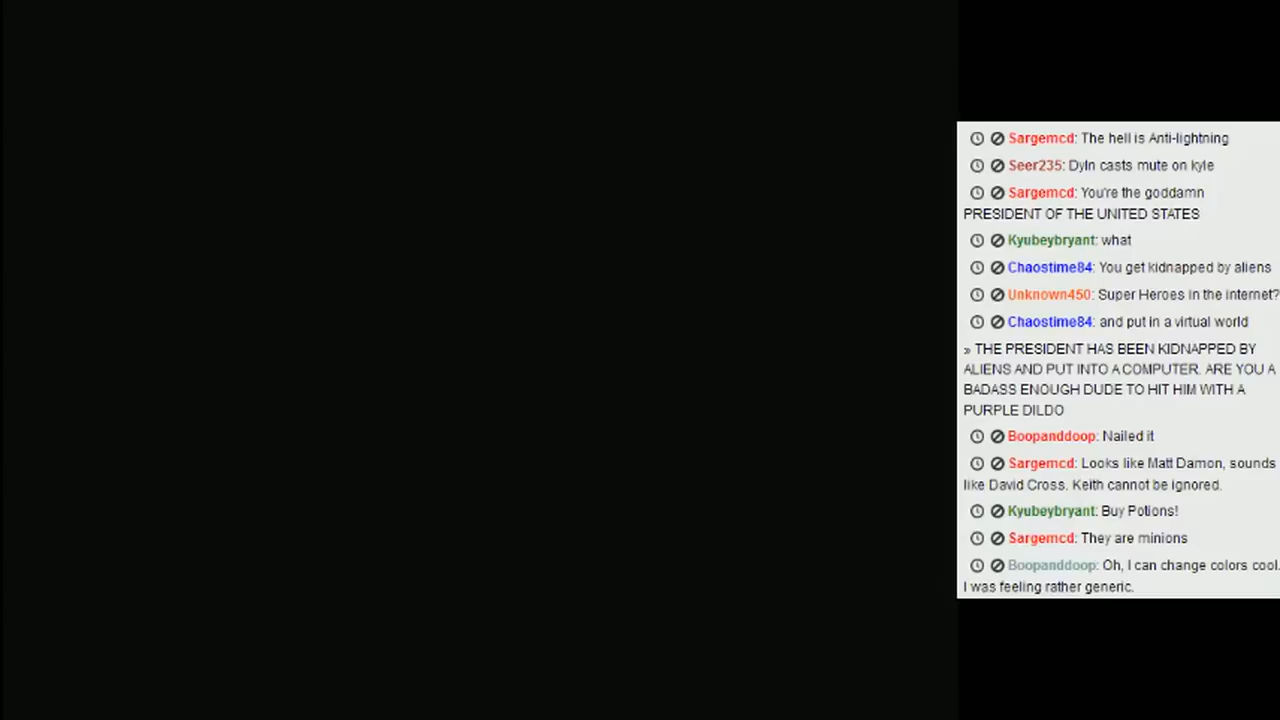 Sargemcd: The hell is Anti-lightning
Seer235: Dyln casts mute on kyle
Sargemcd: You're the goddamn
PRESIDENT OF THE UNITED STATES
Kyubeybryant: what
Chaostime84: You get kidnapped by aliens
Unknown450: Super Heroes in the internet?
Chaostime84: and put in a virtual world
» THE PRESIDENT HAS BEEN KIDNAPPED BY
ALIENS AND PUT INTO A COMPUTER. ARE YOU A
BADASS ENOUGH DUDE TO HIT HIM WITH A
PURPLE DILDO
Boopanddoop: Nailed it
Sargemcd: Looks like Matt Damon, sounds
like David Cross. Keith cannot be ignored.
Kyubeybryant: Buy Potions!
Sargemcd: They are minions
Boopanddoop: Oh, I can change colors cool.
I was feeling rather generic.